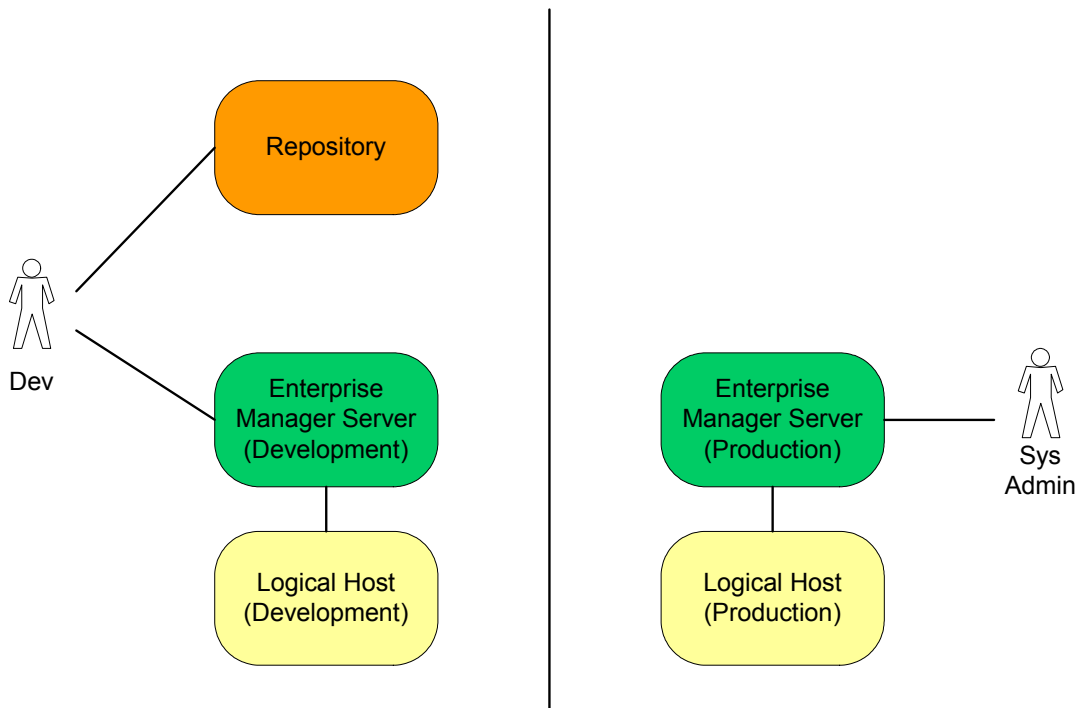 Repository
Dev
Enterprise
Manager Server
(Development)
Logical Host
(Development)
Enterprise
Manager Server
(Production)
Sys
Admin
Logical Host
(Production)